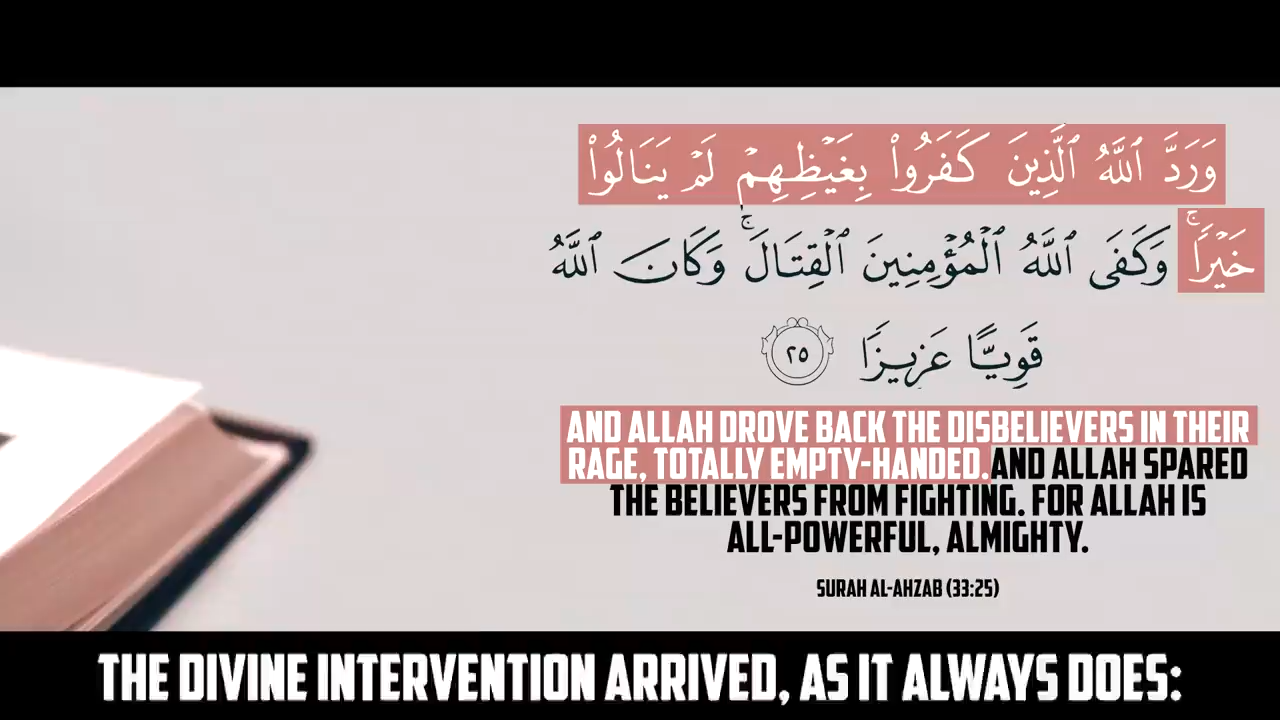 وَرَدَّ ٱللَّهُ ٱلَّذِينَ كَفَرُوا۟ بِغَيْظِهِمْ لَمْ يَنَالُوا۟
خَيْرًا ۚ وَكَفَى ٱللَّهُ ٱلْمُؤْمِنِينَ ٱلْقِتَالَ ۚ وَكَانَ ٱللَّهُ
قَوِيًّا عَزِيزًا ٢٥
AND ALLAH DROVE BACK THE DISBELIEVERS IN THEIR
RAGE, TOTALLY EMPTY-HANDED.AND ALLAH SPARED
THE BELIEVERS FROM FIGHTING. FOR ALLAH IS
ALL-POWERFUL, ALMIGHTY.
SURAH AL-AHZAB (33:25)
THE DIVINE INTERVENTION ARRIVED, AS IT ALWAYS DOES: